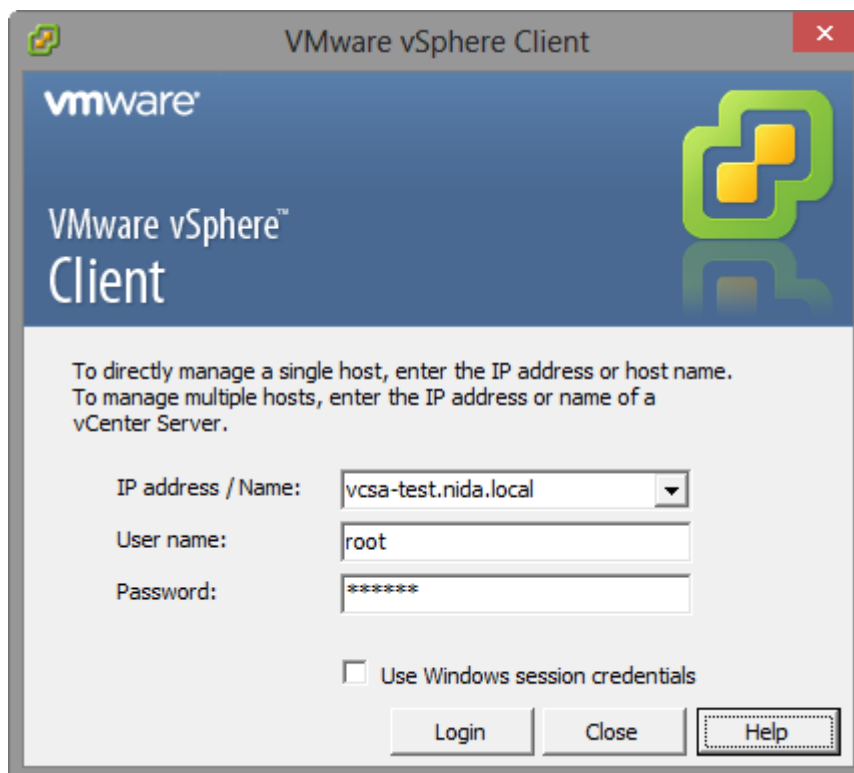 VMware vSphere Client
vmware®
VMware vSphere™
Client
To directly manage a single host, enter the IP address or host name.
To manage multiple hosts, enter the IP address or name of a
vCenter Server.
IP address / Name: vcsa-test.nida.local
User name: root
Password: ******
Use Windows session credentials
Login Close Help